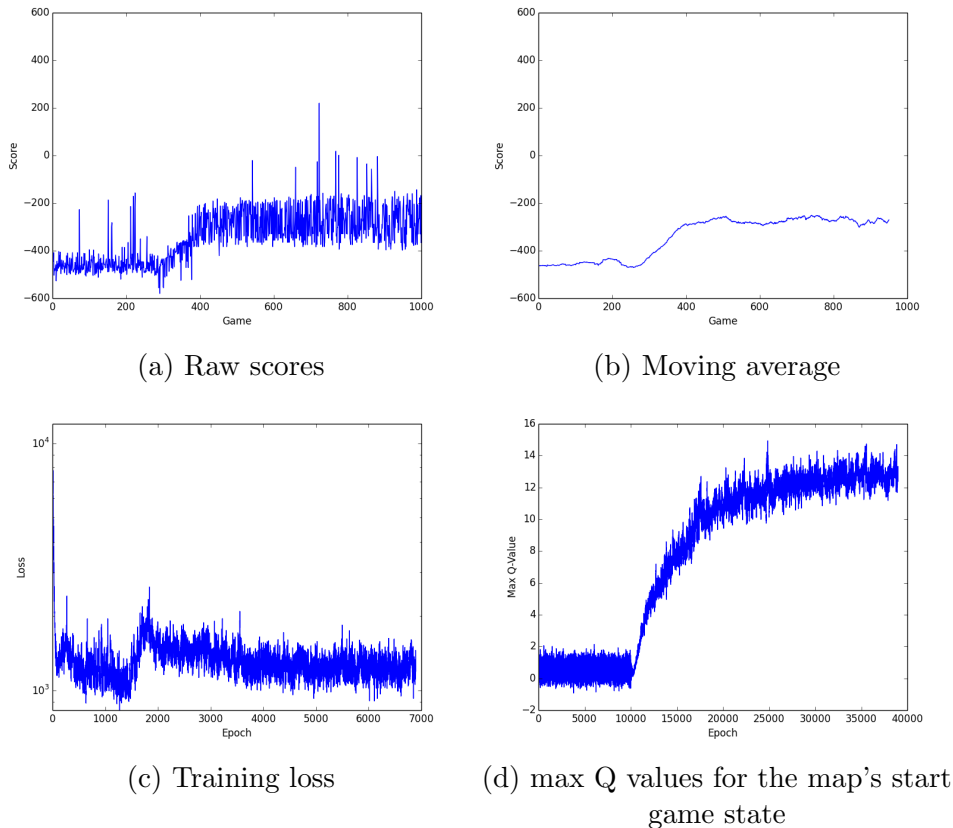 600
400
200
0
−200
−400
−600
Score
0 200 400 600 800 1000
Game
(a) Raw scores
600
400
200
0
−200
−400
−600
Score
0 200 400 600 800 1000
Game
(b) Moving average
10^4
10^3
Loss
0 1000 2000 3000 4000 5000 6000 7000
Epoch
(c) Training loss
16
14
12
10
8
6
4
2
0
−2
Max Q-Value
0 5000 10000 15000 20000 25000 30000 35000 40000
Epoch
(d) max Q values for the map's start
game state